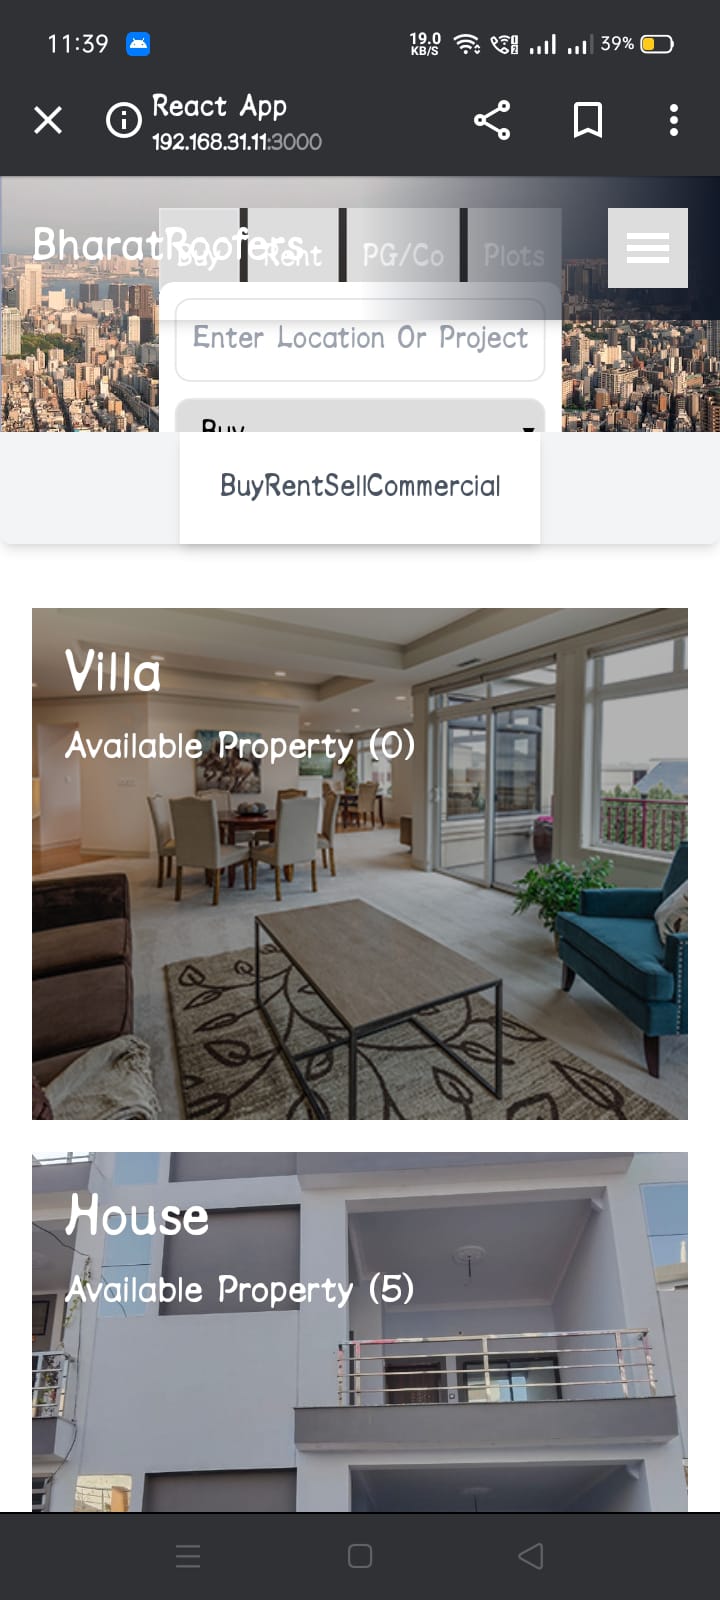 11:39
19.0 KB/S
39%
React App
192.168.31.11:3000
BharatRoofers
Buy Rent PG/Co Plots
Enter Location Or Project
Buy
BuyRentSellCommercial
Villa
Available Property (0)
House
Available Property (5)